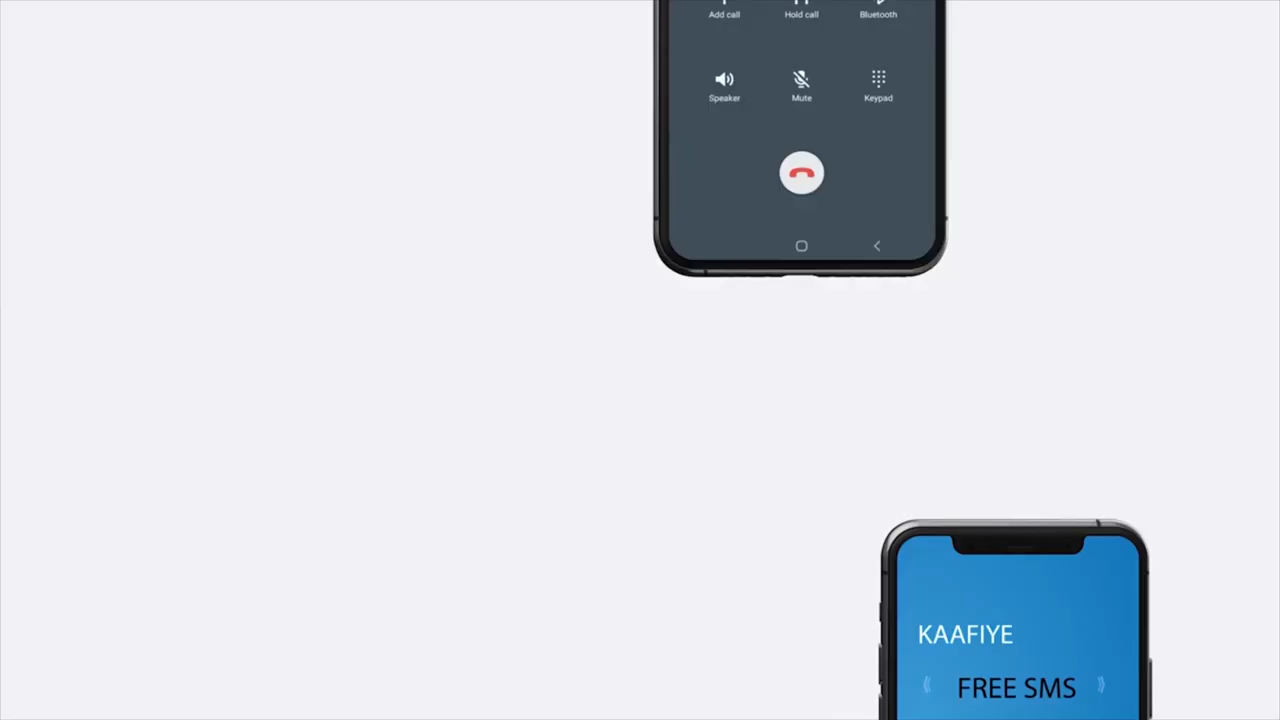 Add call Hold call Bluetooth
Speaker Mute Keypad
KAAFIYE
FREE SMS